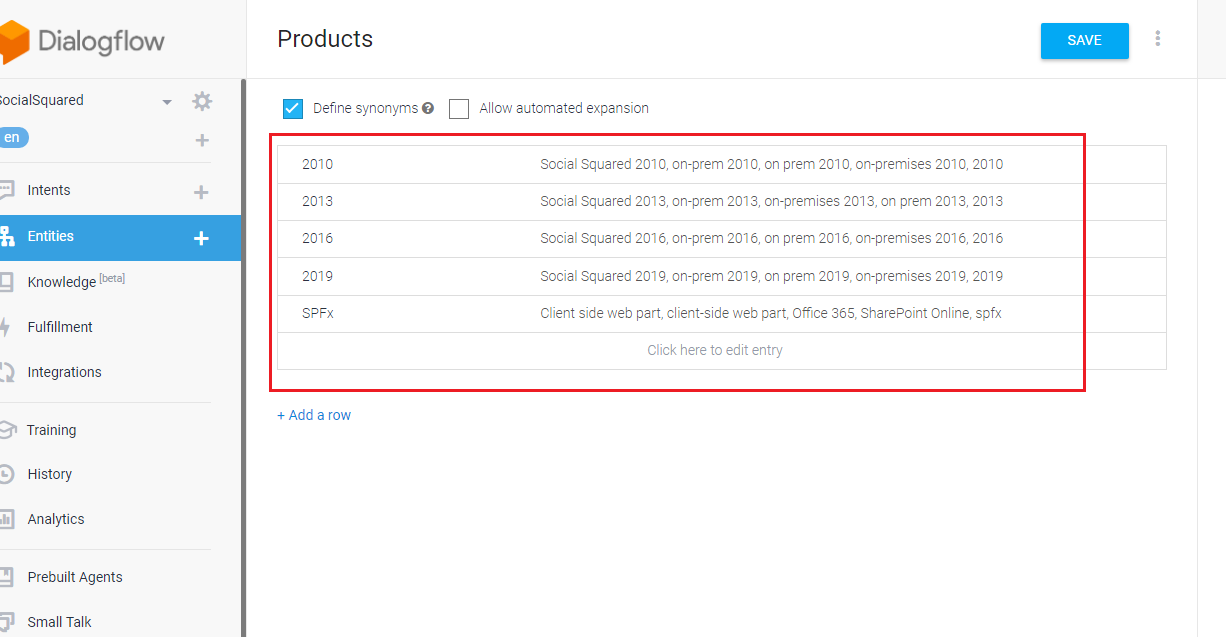 Dialogflow
Products
SAVE
SocialSquared
en
Define synonyms ? Allow automated expansion
Intents
Entities
Knowledge [beta]
Fulfillment
Integrations
Training
History
Analytics
Prebuilt Agents
Small Talk
2010 Social Squared 2010, on-prem 2010, on prem 2010, on-premises 2010, 2010
2013 Social Squared 2013, on-prem 2013, on-premises 2013, on prem 2013, 2013
2016 Social Squared 2016, on-prem 2016, on prem 2016, on-premises 2016, 2016
2019 Social Squared 2019, on-prem 2019, on prem 2019, on-premises 2019, 2019
SPFx Client side web part, client-side web part, Office 365, SharePoint Online, spfx
Click here to edit entry
+ Add a row